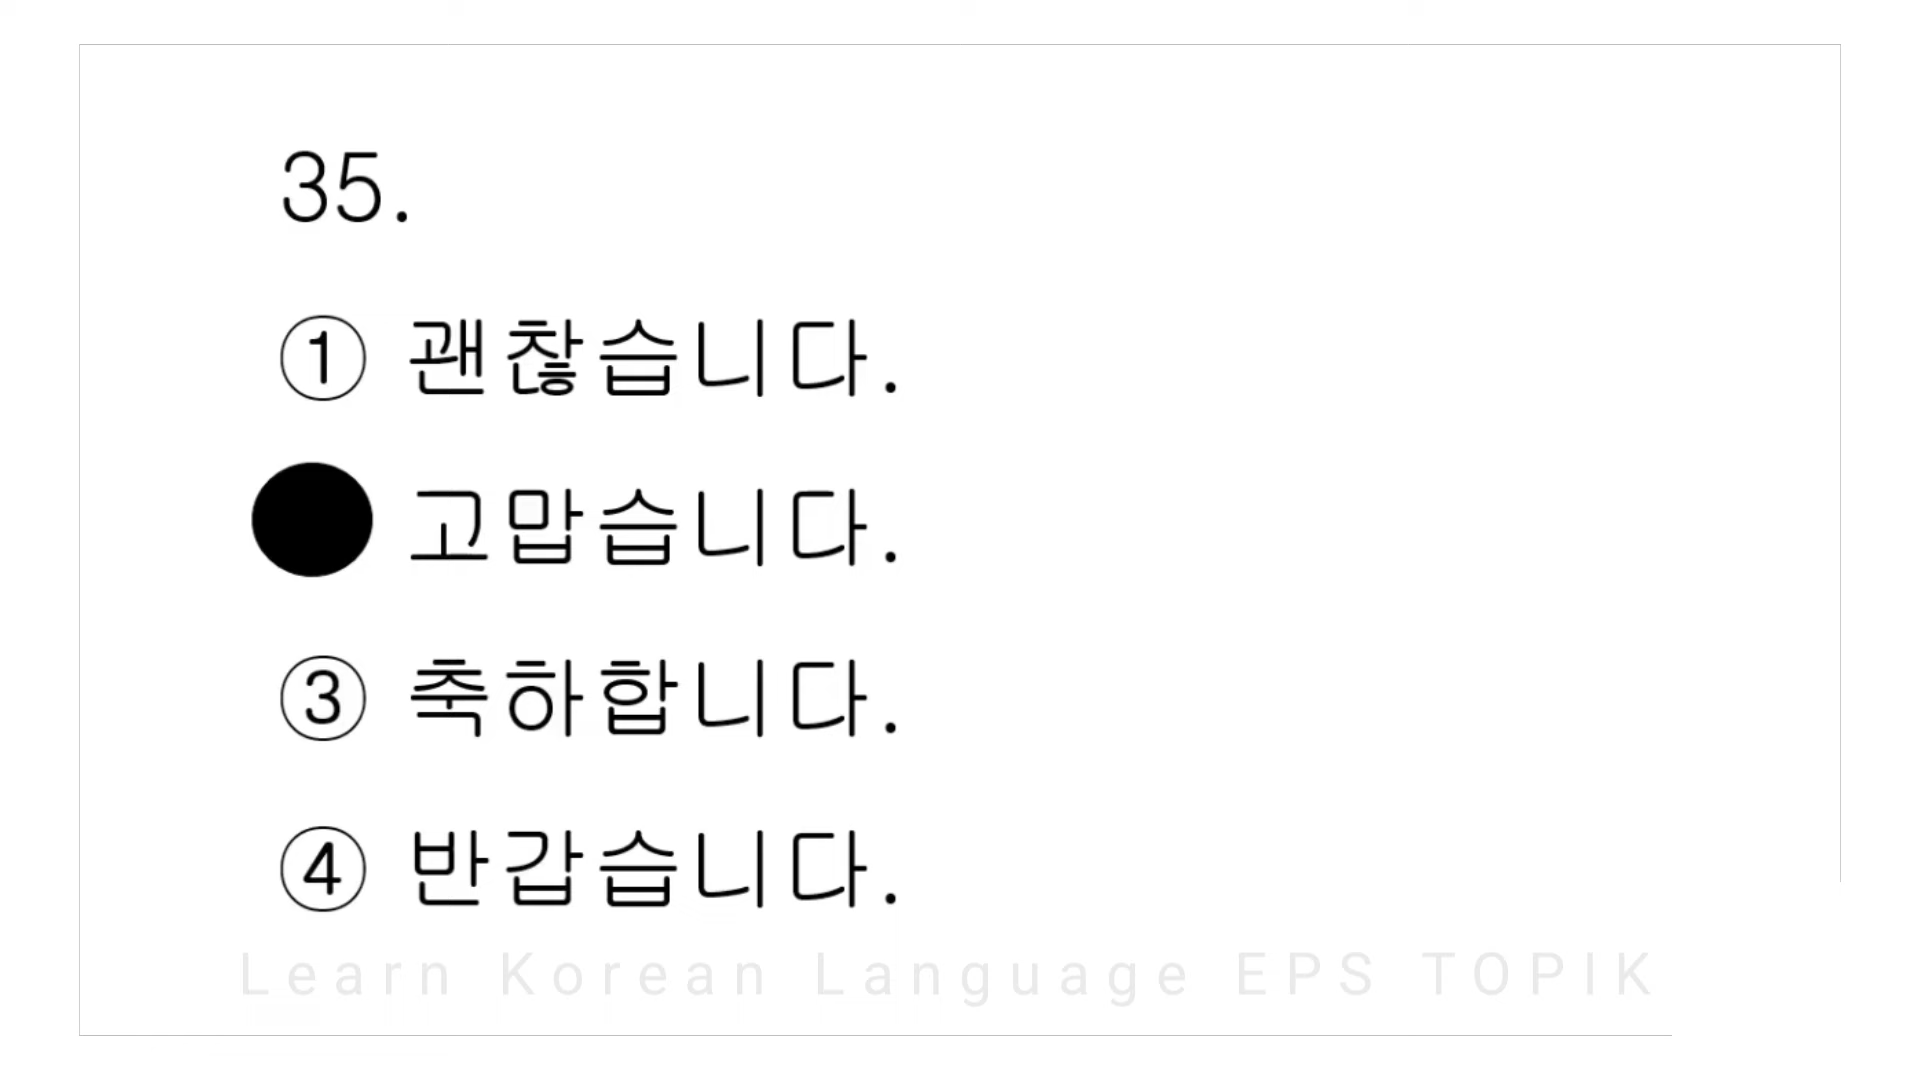 35.
① 괜찮습니다.
고맙습니다.
③ 축하합니다.
④ 반갑습니다.
Learn Korean Language EPS TOPIK